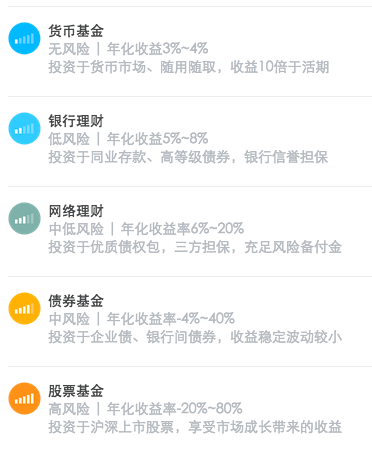 货币基金
无风险 | 年化收益3%~4%
投资于货币市场、随用随取，收益10倍于活期
银行理财
低风险 | 年化收益5%~8%
投资于同业存款、高等级债券，银行信誉担保
网络理财
中低风险 | 年化收益率6%~20%
投资于优质债权包，三方担保，充足风险备付金
债券基金
中风险 | 年化收益率-4%~40%
投资于企业债、银行间债券，收益稳定波动较小
股票基金
高风险 | 年化收益率-20%~80%
投资于沪深上市股票，享受市场成长带来的收益